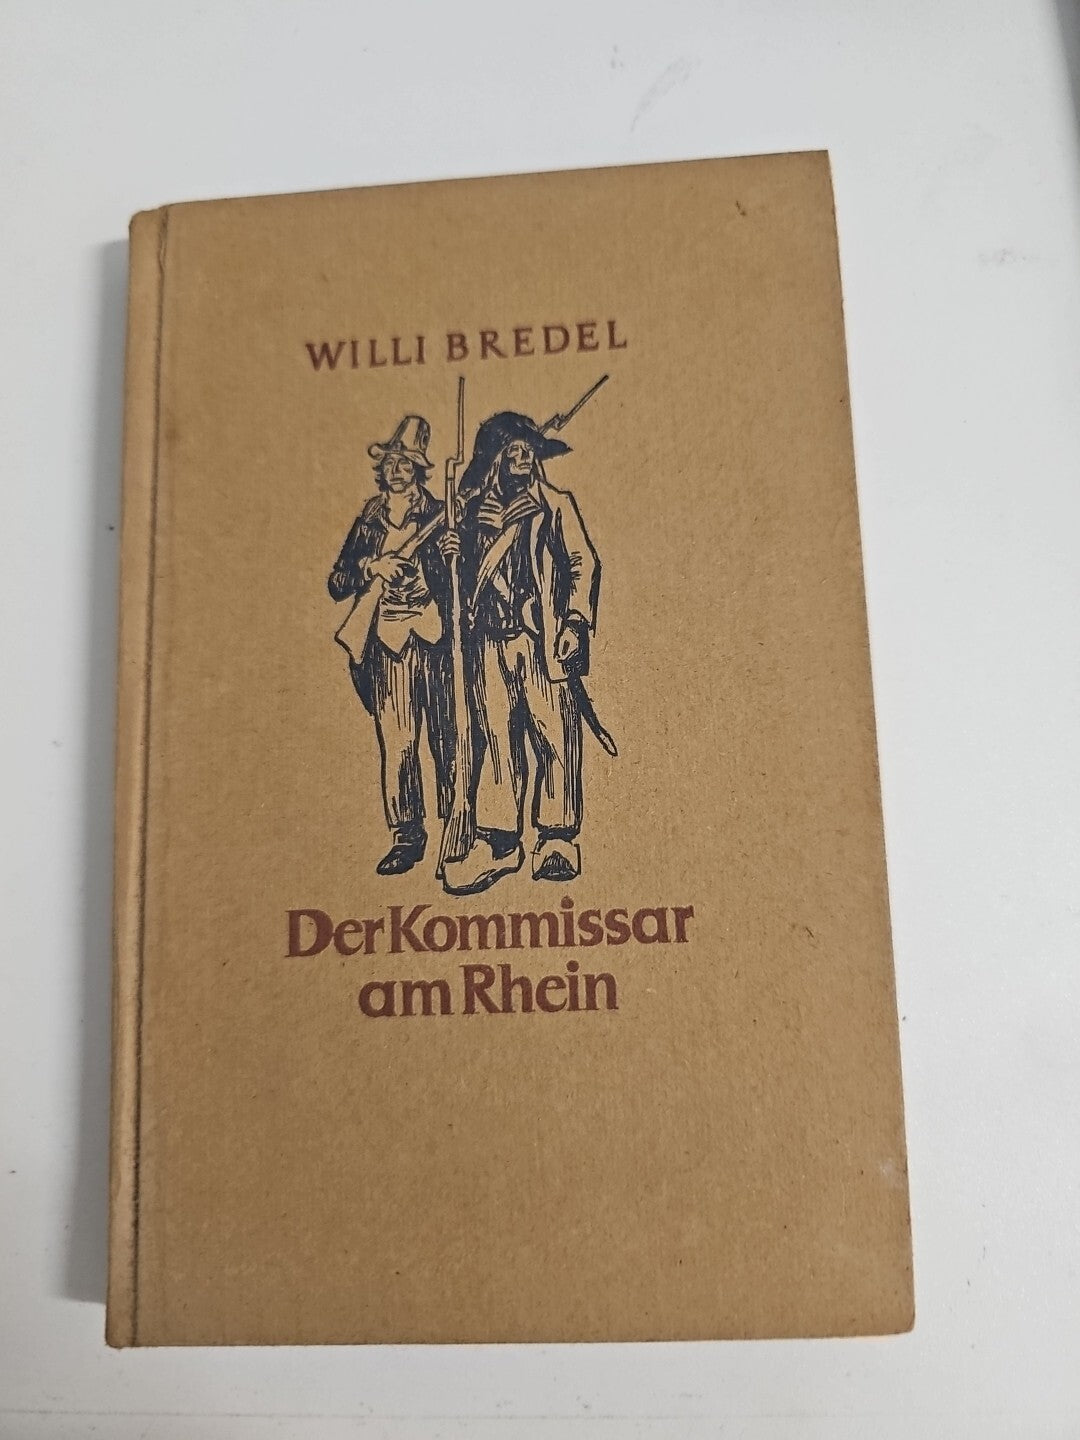 WILLI BREDEL
Der Kommissar
am Rhein